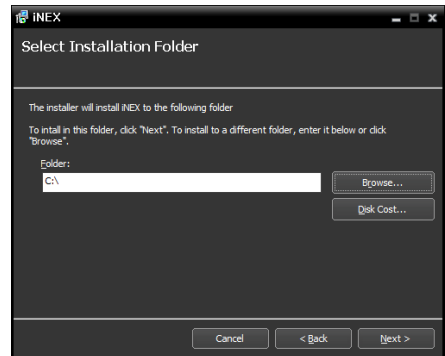 iNEX
Select Installation Folder
The installer will install iNEX to the following folder
To intall in this folder, click "Next". To install to a different folder, enter it below or click
"Browse".
Folder:
C:\
Browse...
Disk Cost...
Cancel
< Back
Next >